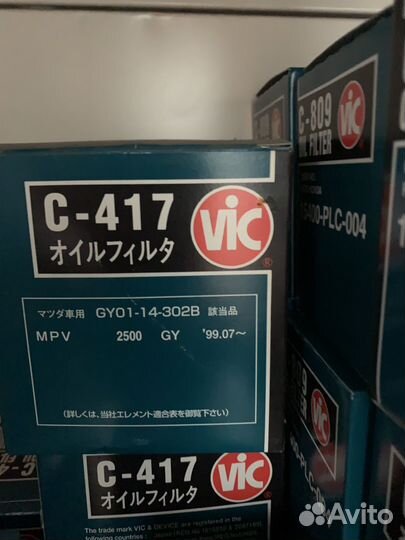 C-417
オイルフィルタ
VIC
®
マツダ車用 GY01-14-302B 該当品
MPV 2500 GY '99.07～
(詳しくは、当社エレメント適合表を御覧下さい)
C-417
オイルフィルタ
VIC
®
The trade mark VIC & DEVICE are registered in the
following countries :
C-809
OIL FILTER
VIC
15400-PLC-004
Avito